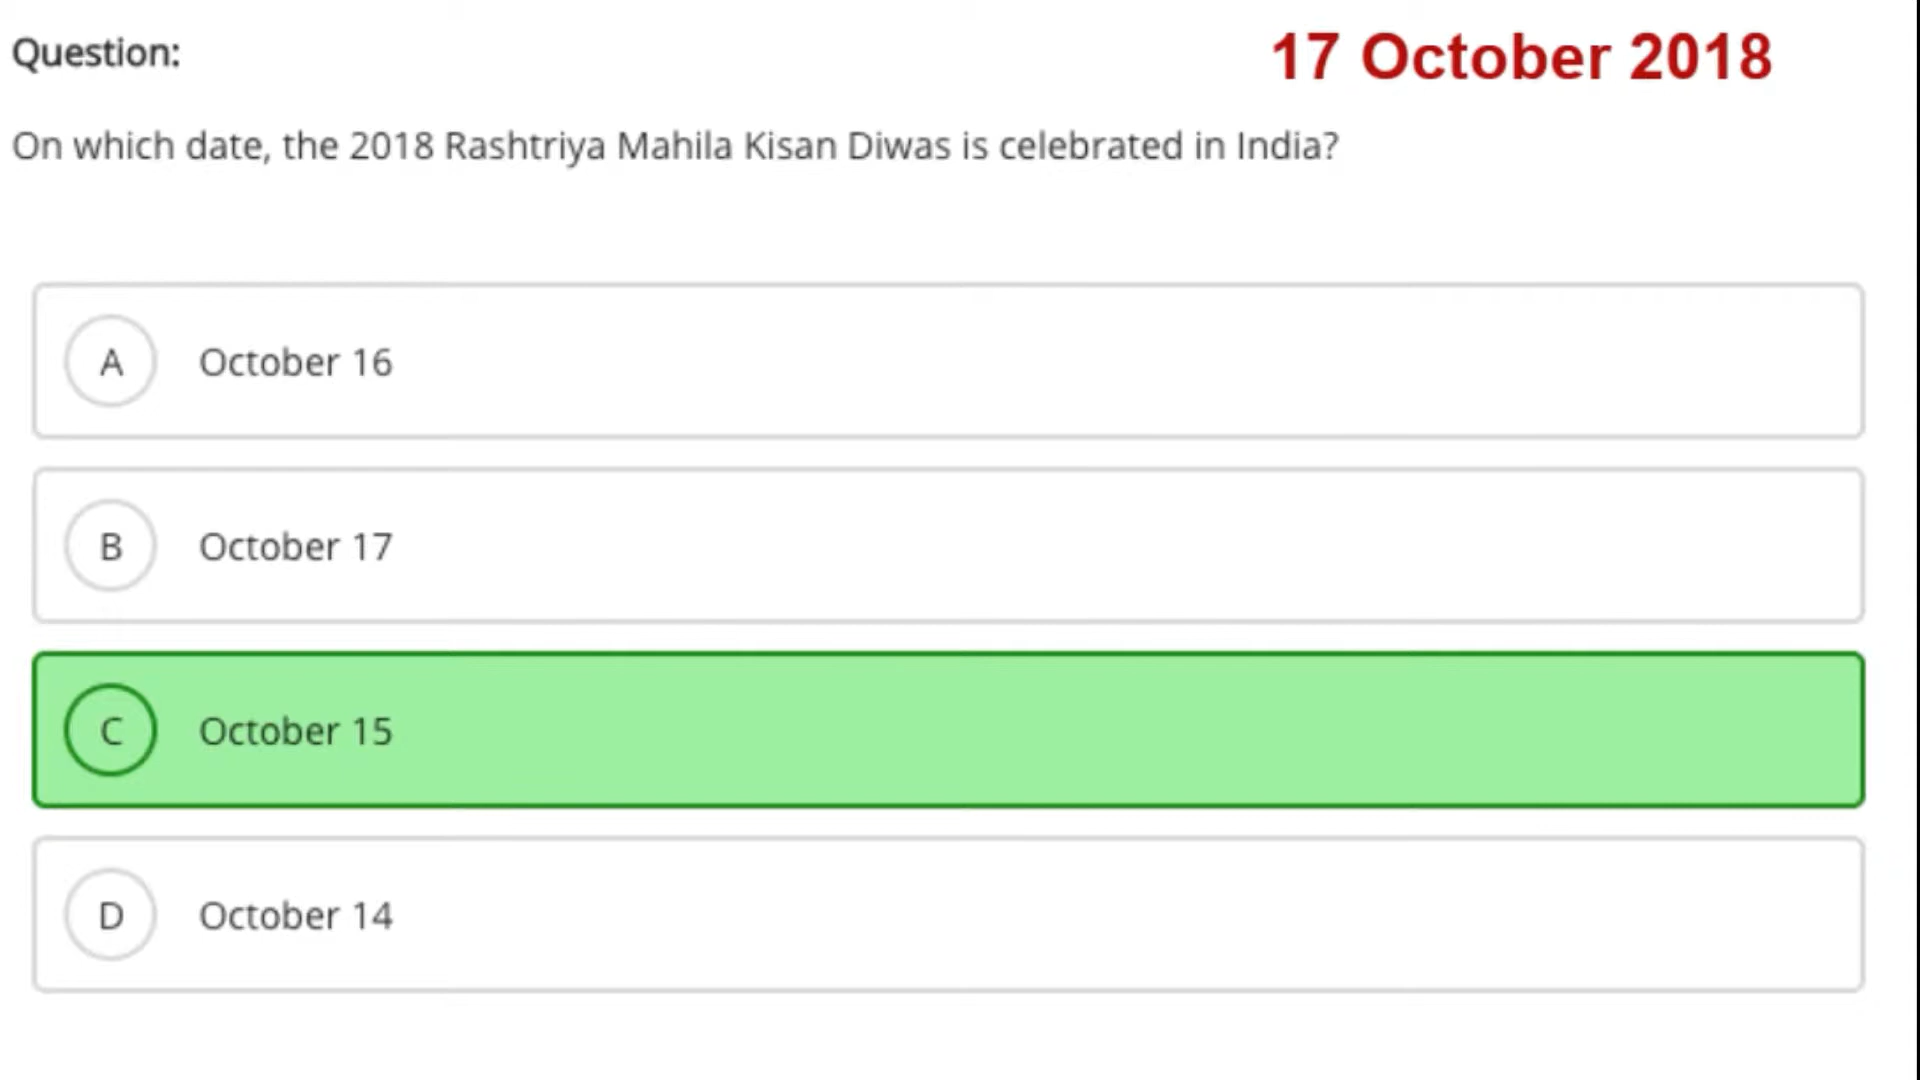 Question:
17 October 2018
On which date, the 2018 Rashtriya Mahila Kisan Diwas is celebrated in India?
A October 16
B October 17
C October 15
D October 14